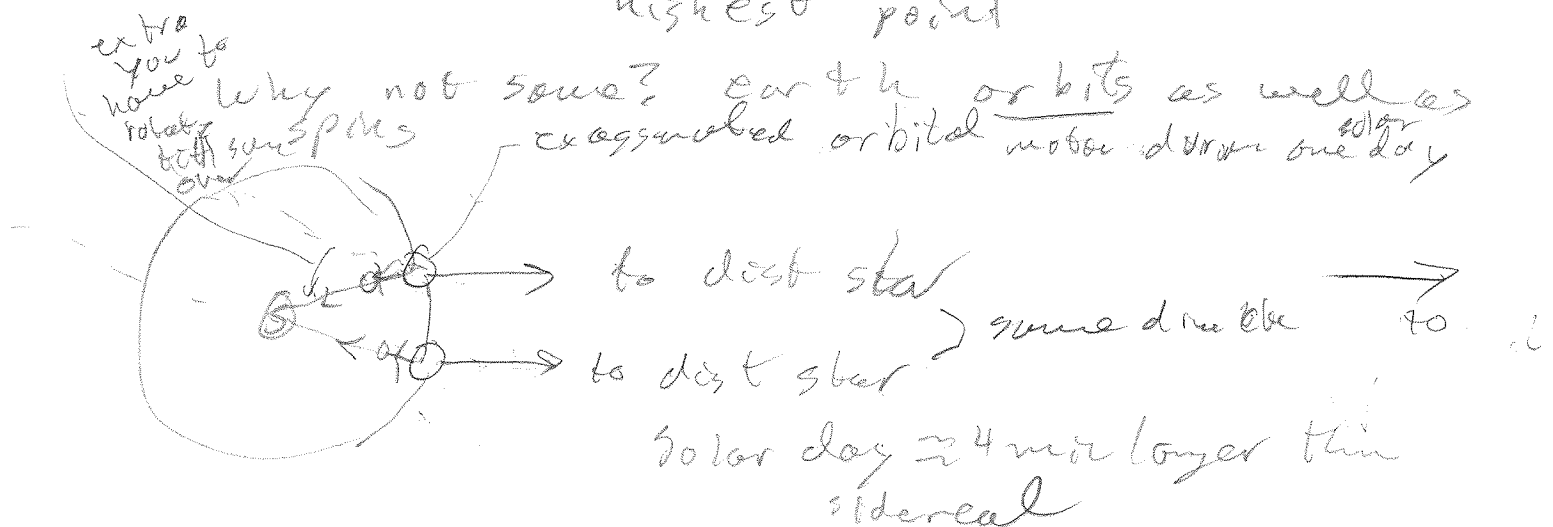 highest point
extra
you to
have
Why not same? earth orbits as well as
rotate
till sun spins
over
exaggerated orbital motion during one day
solar
S
to dist star
to dist star
same direction
to
Solar day ≈ 4 min longer than
sidereal